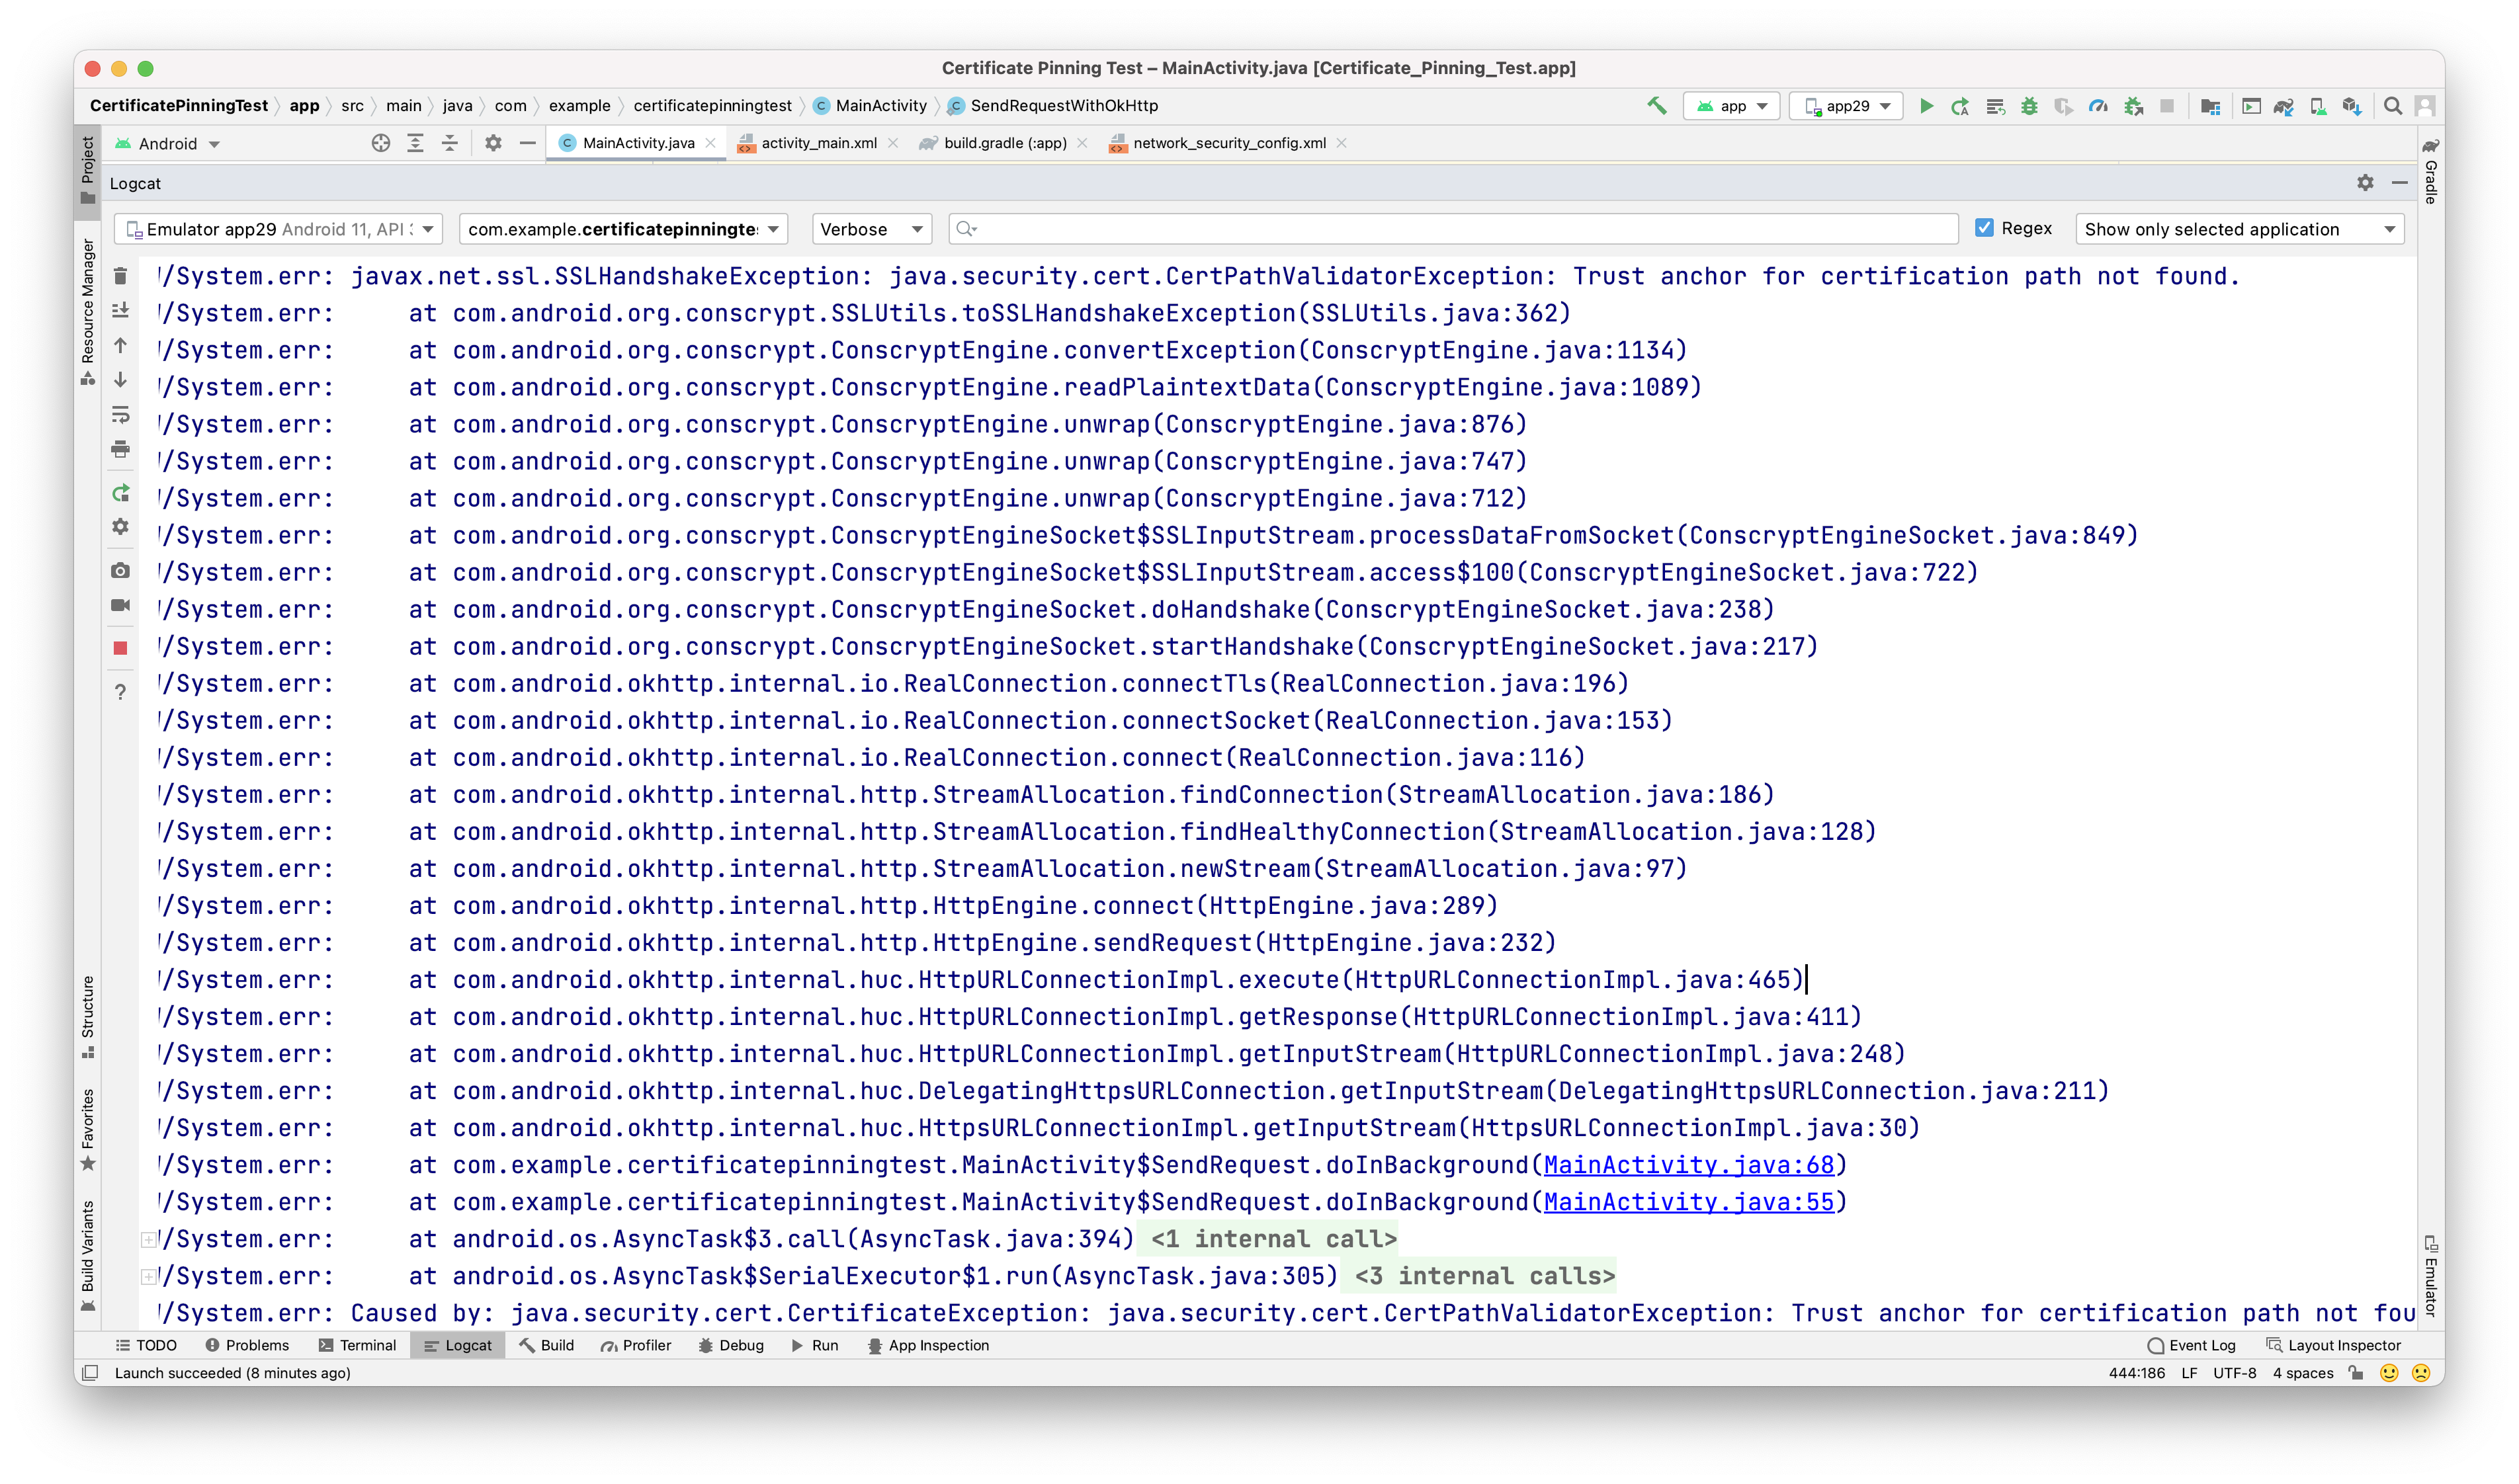 Certificate Pinning Test – MainActivity.java [Certificate_Pinning_Test.app]
CertificatePinningTest app src main java com example certificatepinningtest MainActivity SendRequestWithOkHttp app app29
Android MainActivity.java activity_main.xml build.gradle (:app) network_security_config.xml
Project
Resource Manager
Structure
Favorites
Build Variants
Gradle
Emulator
Logcat
Emulator app29 Android 11, API com.example.certificatepinningte Verbose Regex Show only selected application
/System.err: javax.net.ssl.SSLHandshakeException: java.security.cert.CertPathValidatorException: Trust anchor for certification path not found.
/System.err: at com.android.org.conscrypt.SSLUtils.toSSLHandshakeException(SSLUtils.java:362)
/System.err: at com.android.org.conscrypt.ConscryptEngine.convertException(ConscryptEngine.java:1134)
/System.err: at com.android.org.conscrypt.ConscryptEngine.readPlaintextData(ConscryptEngine.java:1089)
/System.err: at com.android.org.conscrypt.ConscryptEngine.unwrap(ConscryptEngine.java:876)
/System.err: at com.android.org.conscrypt.ConscryptEngine.unwrap(ConscryptEngine.java:747)
/System.err: at com.android.org.conscrypt.ConscryptEngine.unwrap(ConscryptEngine.java:712)
/System.err: at com.android.org.conscrypt.ConscryptEngineSocket$SSLInputStream.processDataFromSocket(ConscryptEngineSocket.java:849)
/System.err: at com.android.org.conscrypt.ConscryptEngineSocket$SSLInputStream.access$100(ConscryptEngineSocket.java:722)
/System.err: at com.android.org.conscrypt.ConscryptEngineSocket.doHandshake(ConscryptEngineSocket.java:238)
/System.err: at com.android.org.conscrypt.ConscryptEngineSocket.startHandshake(ConscryptEngineSocket.java:217)
/System.err: at com.android.okhttp.internal.io.RealConnection.connectTls(RealConnection.java:196)
/System.err: at com.android.okhttp.internal.io.RealConnection.connectSocket(RealConnection.java:153)
/System.err: at com.android.okhttp.internal.io.RealConnection.connect(RealConnection.java:116)
/System.err: at com.android.okhttp.internal.http.StreamAllocation.findConnection(StreamAllocation.java:186)
/System.err: at com.android.okhttp.internal.http.StreamAllocation.findHealthyConnection(StreamAllocation.java:128)
/System.err: at com.android.okhttp.internal.http.StreamAllocation.newStream(StreamAllocation.java:97)
/System.err: at com.android.okhttp.internal.http.HttpEngine.connect(HttpEngine.java:289)
/System.err: at com.android.okhttp.internal.http.HttpEngine.sendRequest(HttpEngine.java:232)
/System.err: at com.android.okhttp.internal.huc.HttpURLConnectionImpl.execute(HttpURLConnectionImpl.java:465)
/System.err: at com.android.okhttp.internal.huc.HttpURLConnectionImpl.getResponse(HttpURLConnectionImpl.java:411)
/System.err: at com.android.okhttp.internal.huc.HttpURLConnectionImpl.getInputStream(HttpURLConnectionImpl.java:248)
/System.err: at com.android.okhttp.internal.huc.DelegatingHttpsURLConnection.getInputStream(DelegatingHttpsURLConnection.java:211)
/System.err: at com.android.okhttp.internal.huc.HttpsURLConnectionImpl.getInputStream(HttpsURLConnectionImpl.java:30)
/System.err: at com.example.certificatepinningtest.MainActivity$SendRequest.doInBackground(MainActivity.java:68)
/System.err: at com.example.certificatepinningtest.MainActivity$SendRequest.doInBackground(MainActivity.java:55)
/System.err: at android.os.AsyncTask$3.call(AsyncTask.java:394) <1 internal call>
/System.err: at android.os.AsyncTask$SerialExecutor$1.run(AsyncTask.java:305) <3 internal calls>
/System.err: Caused by: java.security.cert.CertificateException: java.security.cert.CertPathValidatorException: Trust anchor for certification path not fou
TODO Problems Terminal Logcat Build Profiler Debug Run App Inspection Event Log Layout Inspector
Launch succeeded (8 minutes ago) 444:186 LF UTF-8 4 spaces